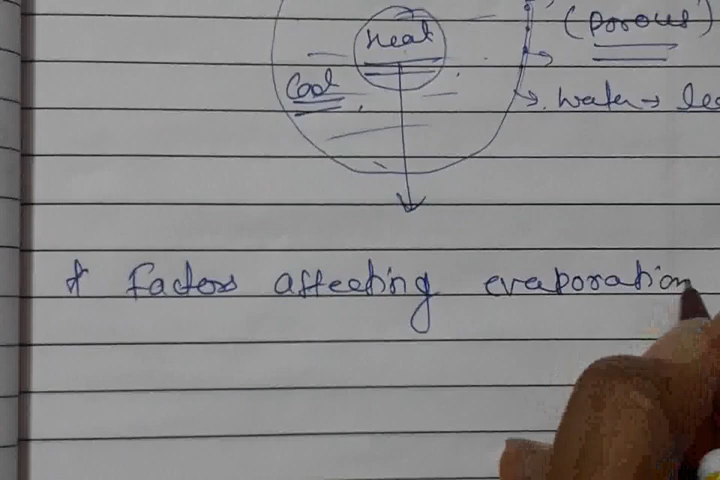 (Porous)
Heat
Cool
Water →
* Factors affecting evaporation